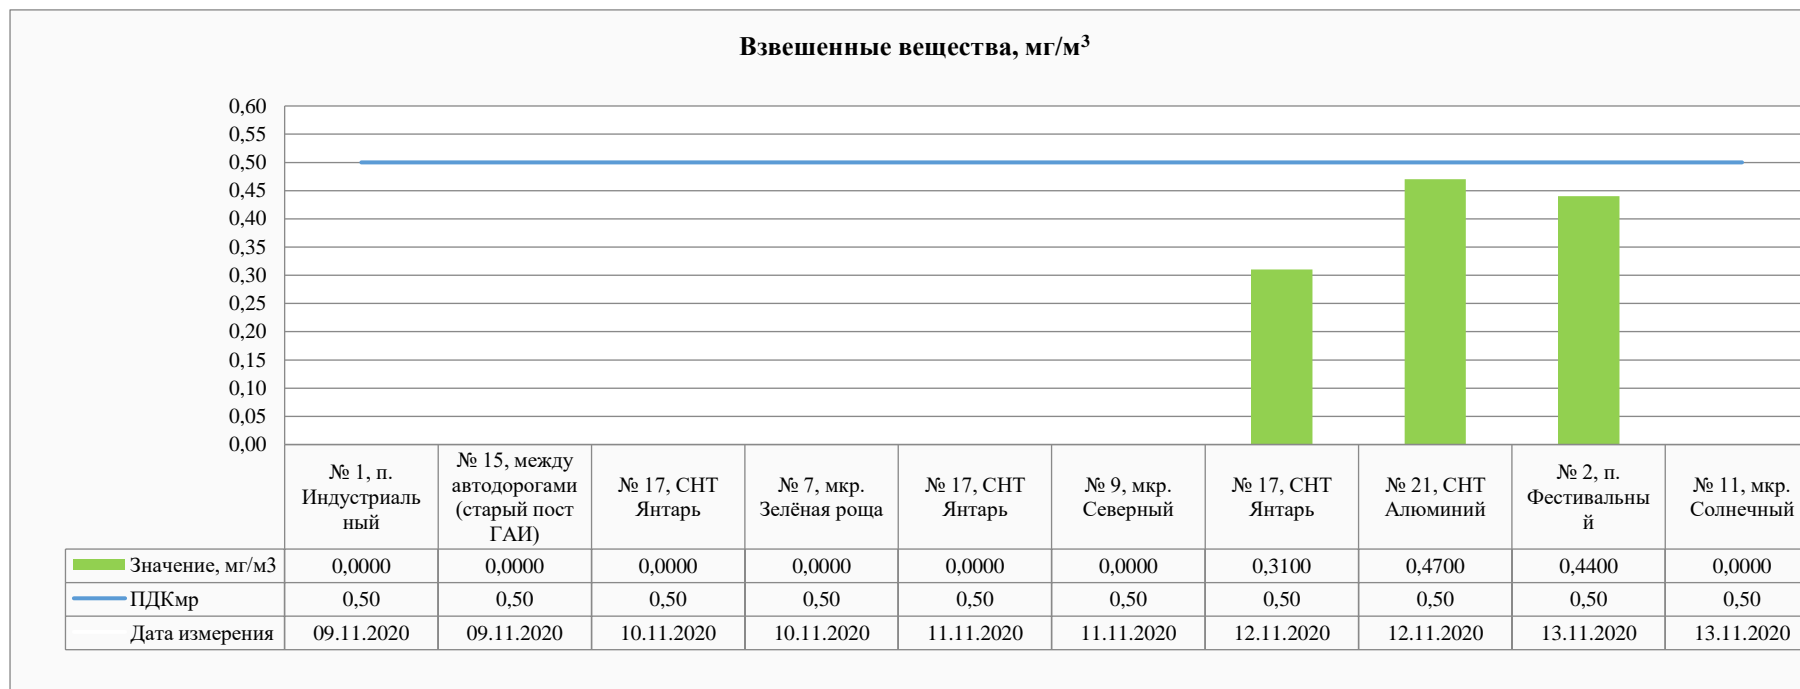 Взвешенные вещества, мг/м³
0,60
0,55
0,50
0,45
0,40
0,35
0,30
0,25
0,20
0,15
0,10
0,05
0,00
№ 1, п.
Индустриаль
ный
№ 15, между
автодорогами
(старый пост
ГАИ)
№ 17, СНТ
Янтарь
№ 7, мкр.
Зелёная роща
№ 17, СНТ
Янтарь
№ 9, мкр.
Северный
№ 17, СНТ
Янтарь
№ 21, СНТ
Алюминий
№ 2, п.
Фестивальны
й
№ 11, мкр.
Солнечный
Значение, мг/м3 0,0000 0,0000 0,0000 0,0000 0,0000 0,0000 0,3100 0,4700 0,4400 0,0000
ПДКмр 0,50 0,50 0,50 0,50 0,50 0,50 0,50 0,50 0,50 0,50
Дата измерения 09.11.2020 09.11.2020 10.11.2020 10.11.2020 11.11.2020 11.11.2020 12.11.2020 12.11.2020 13.11.2020 13.11.2020